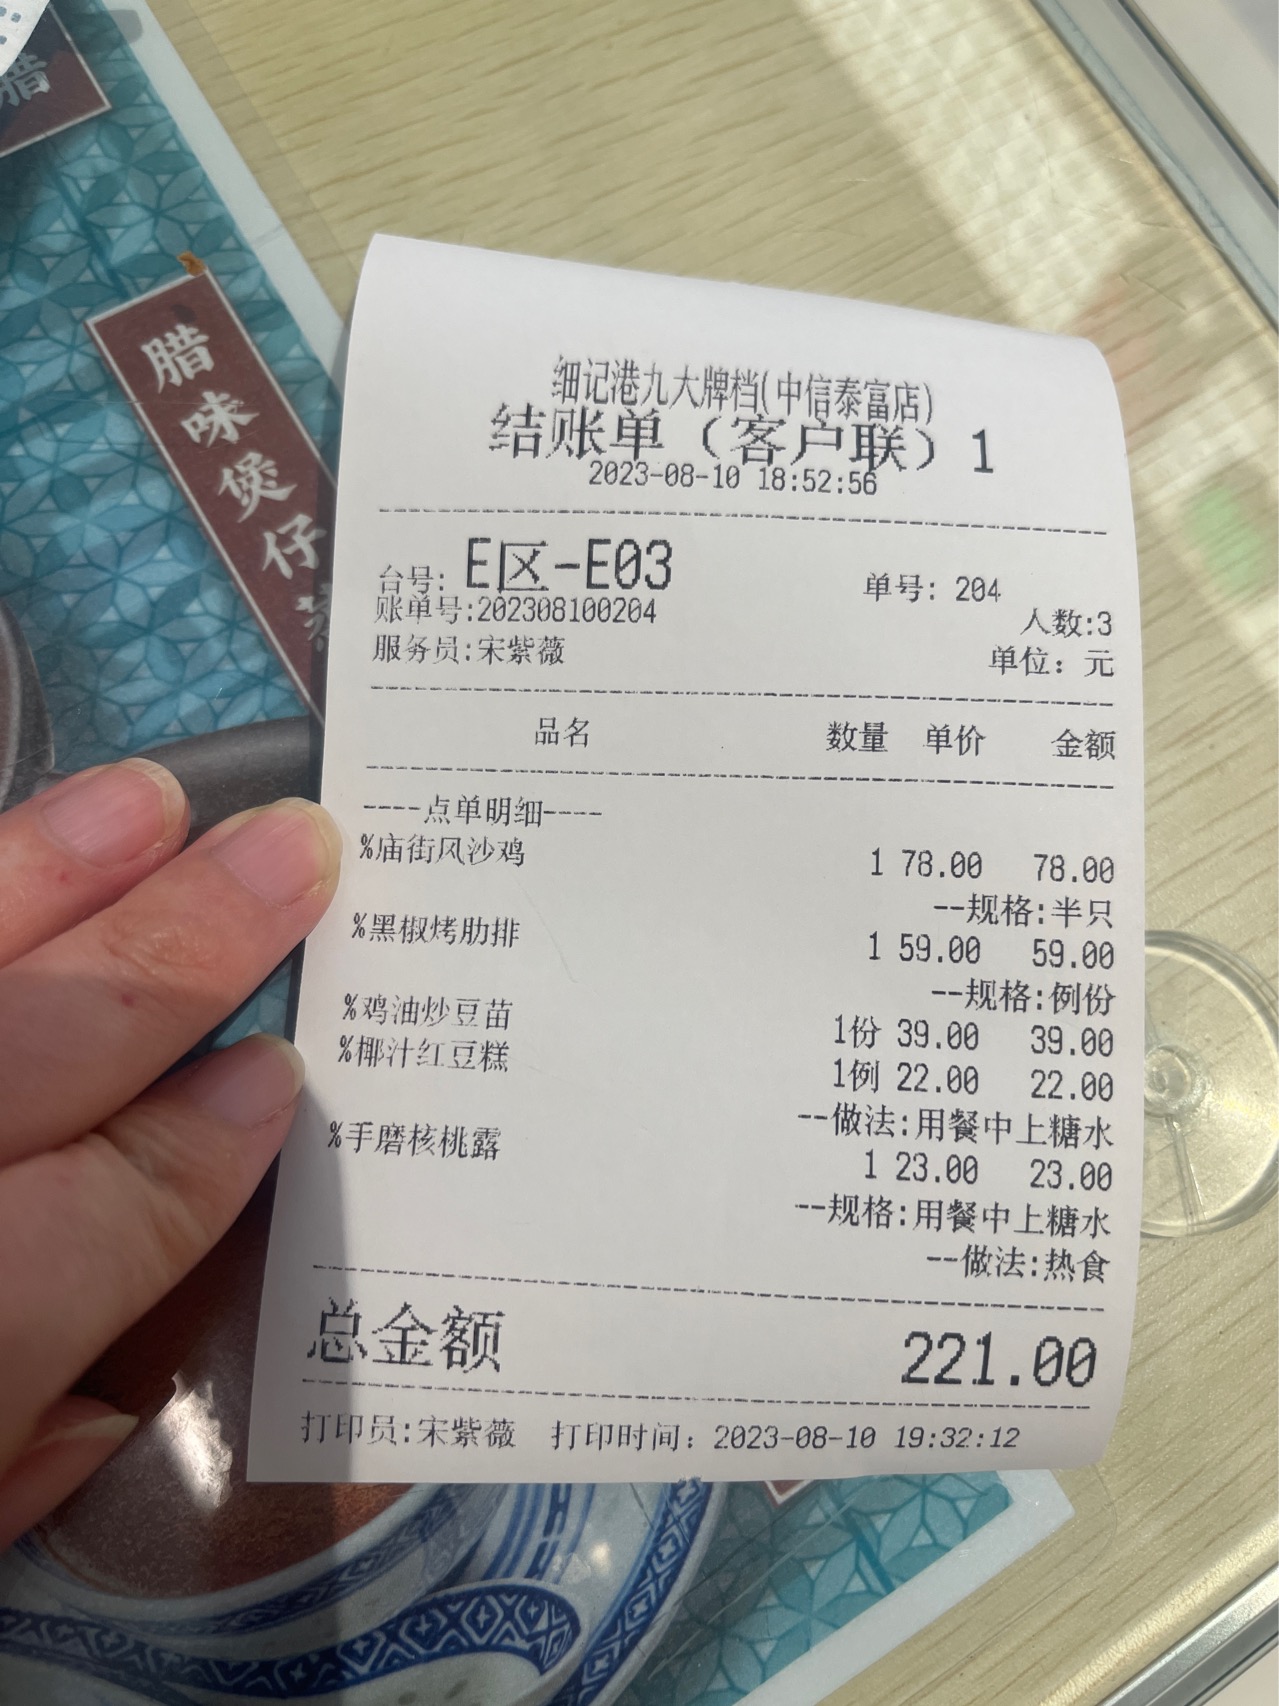 腊
腊味煲仔
细记港九大牌档(中信泰富店)
结账单（客户联）1
2023-08-10 18:52:56
台号: E区-E03 单号: 204
账单号:202308100204 人数:3
服务员:宋紫薇 单位: 元
品名 数量 单价 金额
----点单明细----
%庙街风沙鸡 1 78.00 78.00
--规格:半只
%黑椒烤肋排 1 59.00 59.00
--规格:例份
%鸡油炒豆苗 1份 39.00 39.00
%椰汁红豆糕 1例 22.00 22.00
--做法:用餐中上糖水
%手磨核桃露 1 23.00 23.00
--规格:用餐中上糖水
--做法:热食
总金额 221.00
打印员:宋紫薇 打印时间: 2023-08-10 19:32:12